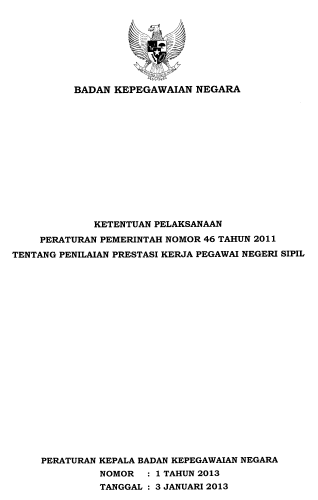 BADAN KEPEGAWAIAN NEGARA
KETENTUAN PELAKSANAAN
PERATURAN PEMERINTAH NOMOR 46 TAHUN 2011
TENTANG PENILAIAN PRESTASI KERJA PEGAWAI NEGERI SIPIL
PERATURAN KEPALA BADAN KEPEGAWAIAN NEGARA
NOMOR : 1 TAHUN 2013
TANGGAL : 3 JANUARI 2013